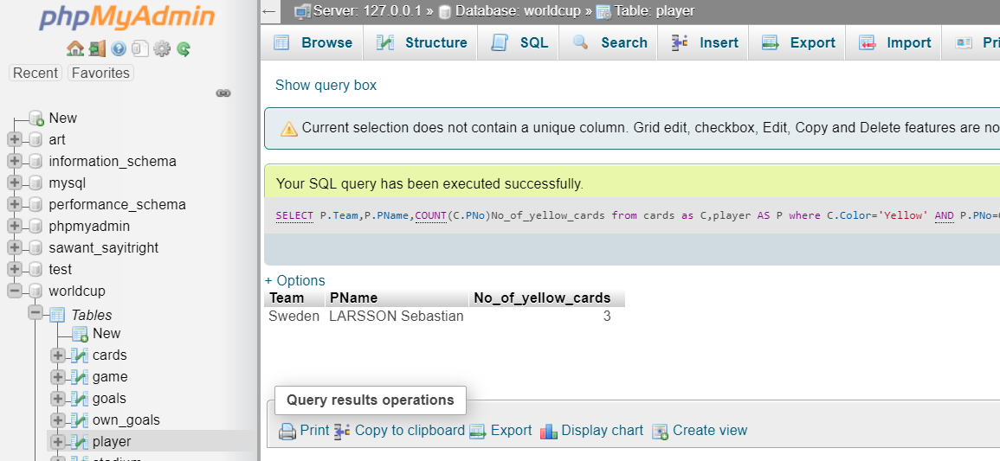 phpMyAdmin
Recent Favorites
New
art
information_schema
mysql
performance_schema
phpmyadmin
sawant_sayitright
test
worldcup
Tables
New
cards
game
goals
own_goals
player
Server: 127.0.0.1 » Database: worldcup » Table: player
Browse Structure SQL Search Insert Export Import
Show query box
Current selection does not contain a unique column. Grid edit, checkbox, Edit, Copy and Delete features are no
Your SQL query has been executed successfully.
SELECT P.Team,P.PName,COUNT(C.PNo)No_of_yellow_cards from cards as C,player AS P where C.Color='Yellow' AND P.PNo=
+ Options
Team PName No_of_yellow_cards
Sweden LARSSON Sebastian 3
Query results operations
Print Copy to clipboard Export Display chart Create view